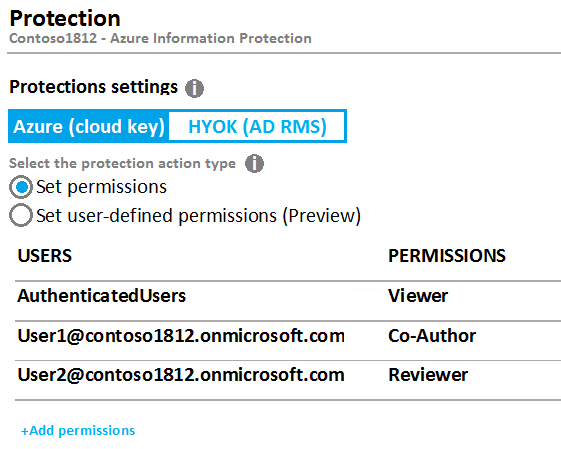 Protection
Contoso1812 - Azure Information Protection
Protections settings
Azure (cloud key) HYOK (AD RMS)
Select the protection action type
Set permissions
Set user-defined permissions (Preview)
USERS PERMISSIONS
AuthenticatedUsers Viewer
User1@contoso1812.onmicrosoft.com Co-Author
User2@contoso1812.onmicrosoft.com Reviewer
+Add permissions